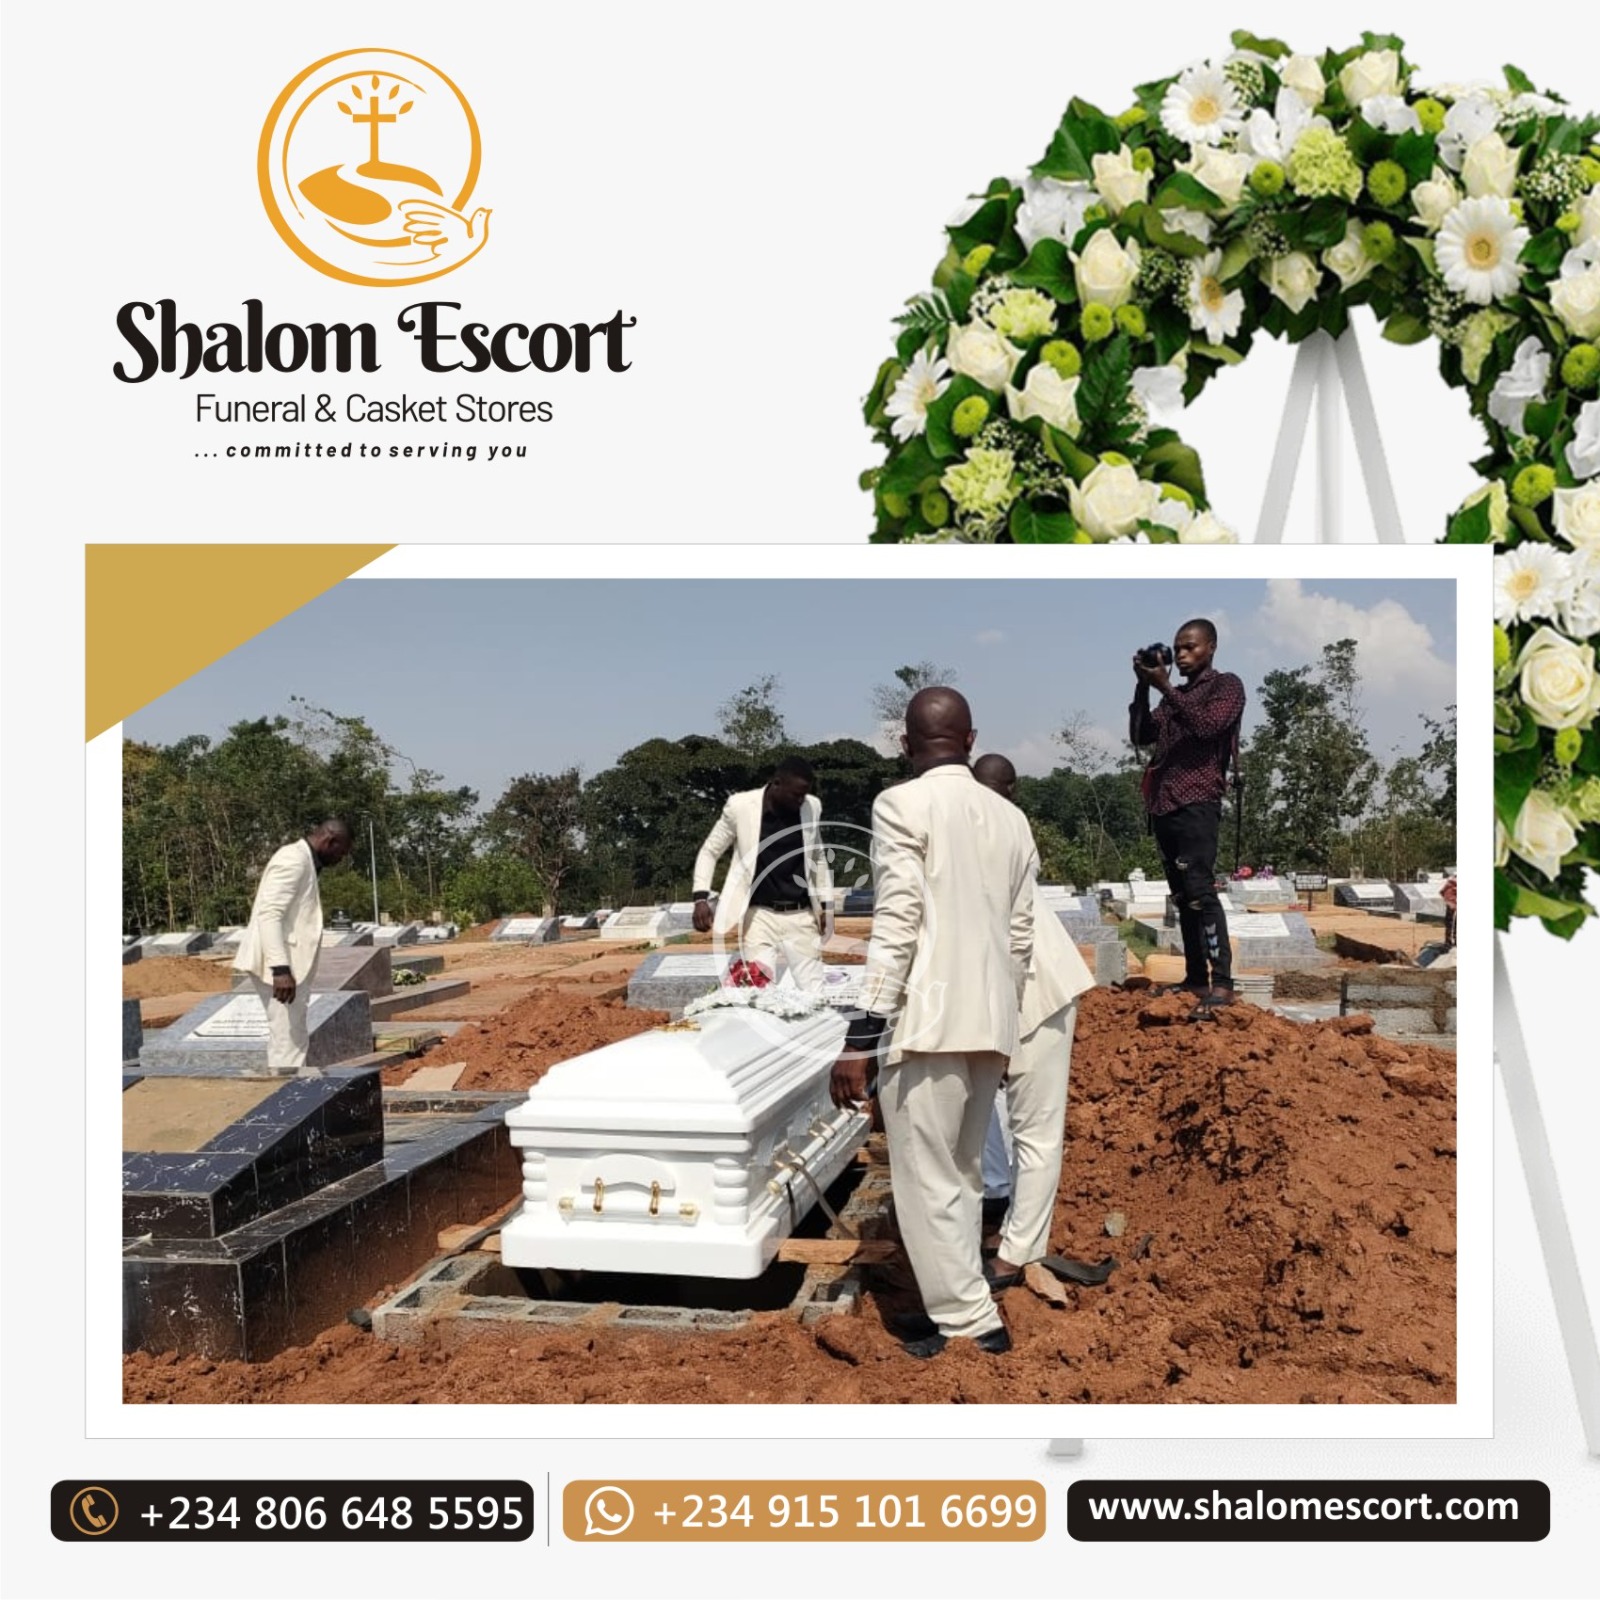 Shalom Escort
Funeral & Casket Stores
... committed to serving you
+234 806 648 5595
+234 915 101 6699
www.shalomescort.com